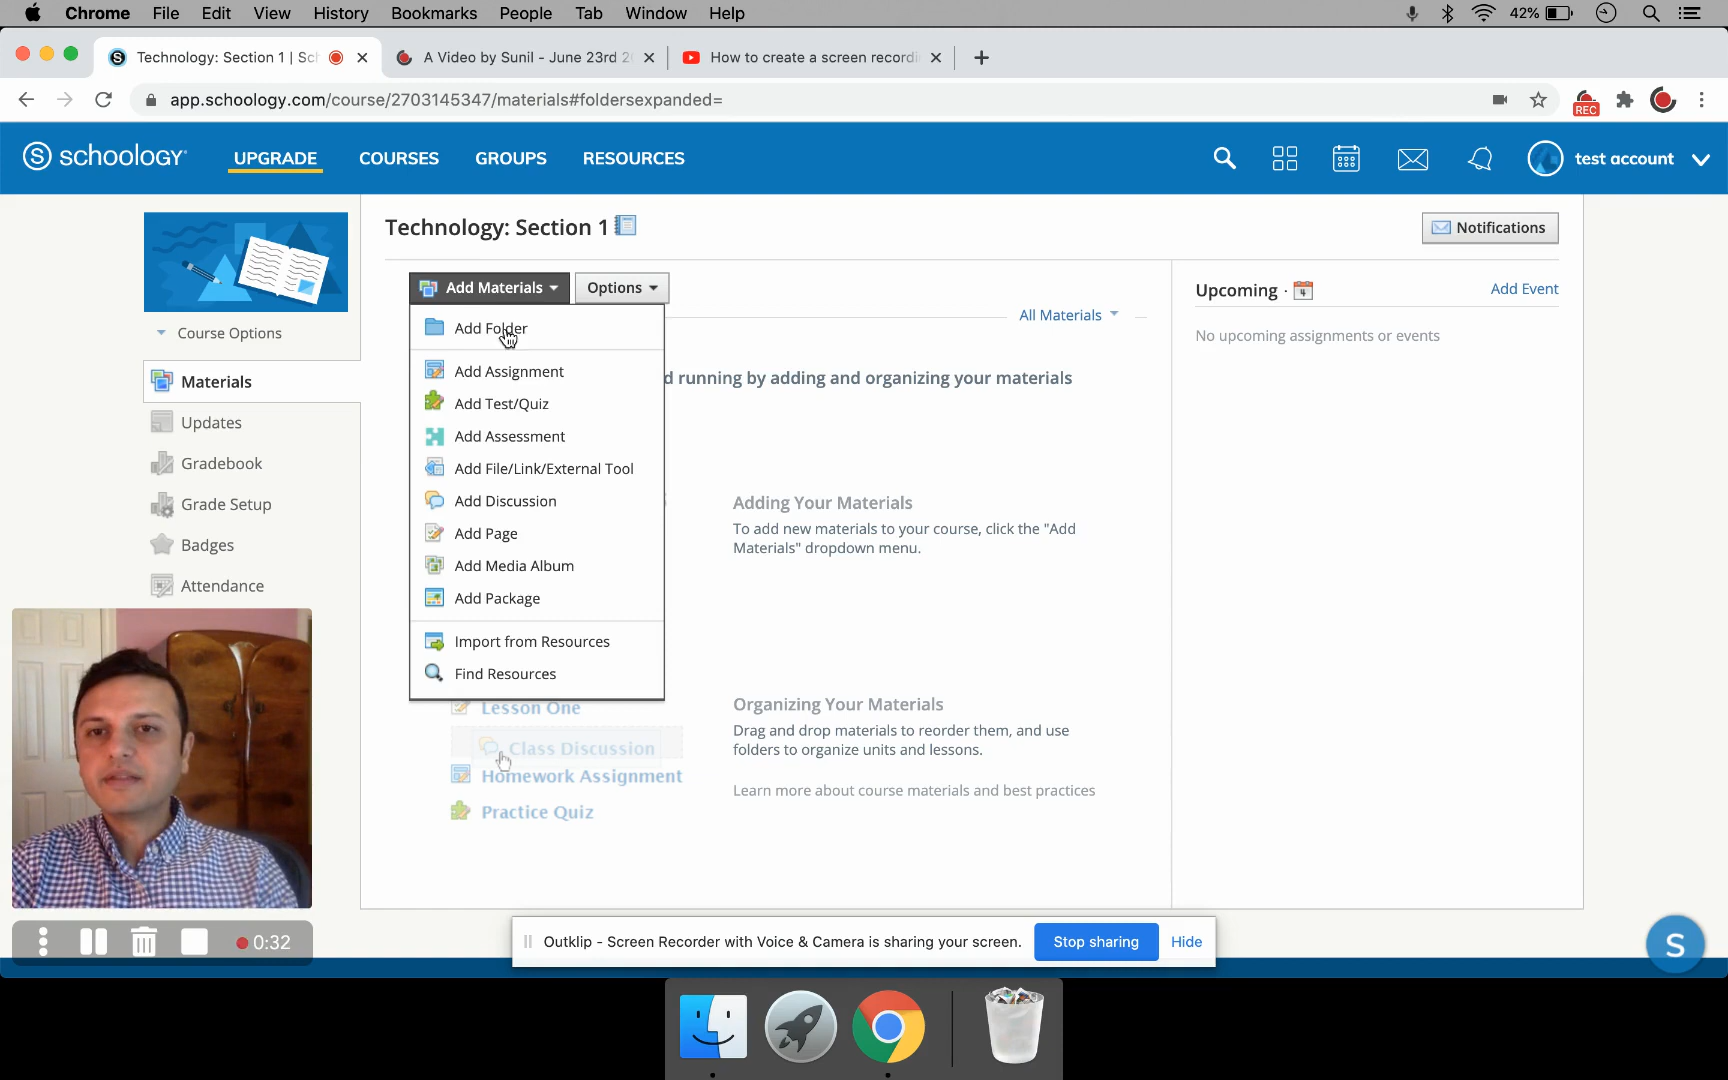 Chrome File Edit View History Bookmarks People Tab Window Help 42%
Technology: Section 1 | Sch
A Video by Sunil - June 23rd 2
How to create a screen recordi
app.schoology.com/course/2703145347/materials#foldersexpanded=
REC
S schoology UPGRADE COURSES GROUPS RESOURCES test account
Course Options
Materials
Updates
Gradebook
Grade Setup
Badges
Attendance
Technology: Section 1
Notifications
Add Materials Options
All Materials
Add Folder
Add Assignment
Add Test/Quiz
Add Assessment
Add File/Link/External Tool
Add Discussion
Add Page
Add Media Album
Add Package
Import from Resources
Find Resources
d running by adding and organizing your materials
Adding Your Materials
To add new materials to your course, click the "Add
Materials" dropdown menu.
Lesson One
Class Discussion
Homework Assignment
Practice Quiz
Organizing Your Materials
Drag and drop materials to reorder them, and use
folders to organize units and lessons.
Learn more about course materials and best practices
Upcoming · 4 Add Event
No upcoming assignments or events
0:32
Outklip - Screen Recorder with Voice & Camera is sharing your screen. Stop sharing Hide
S